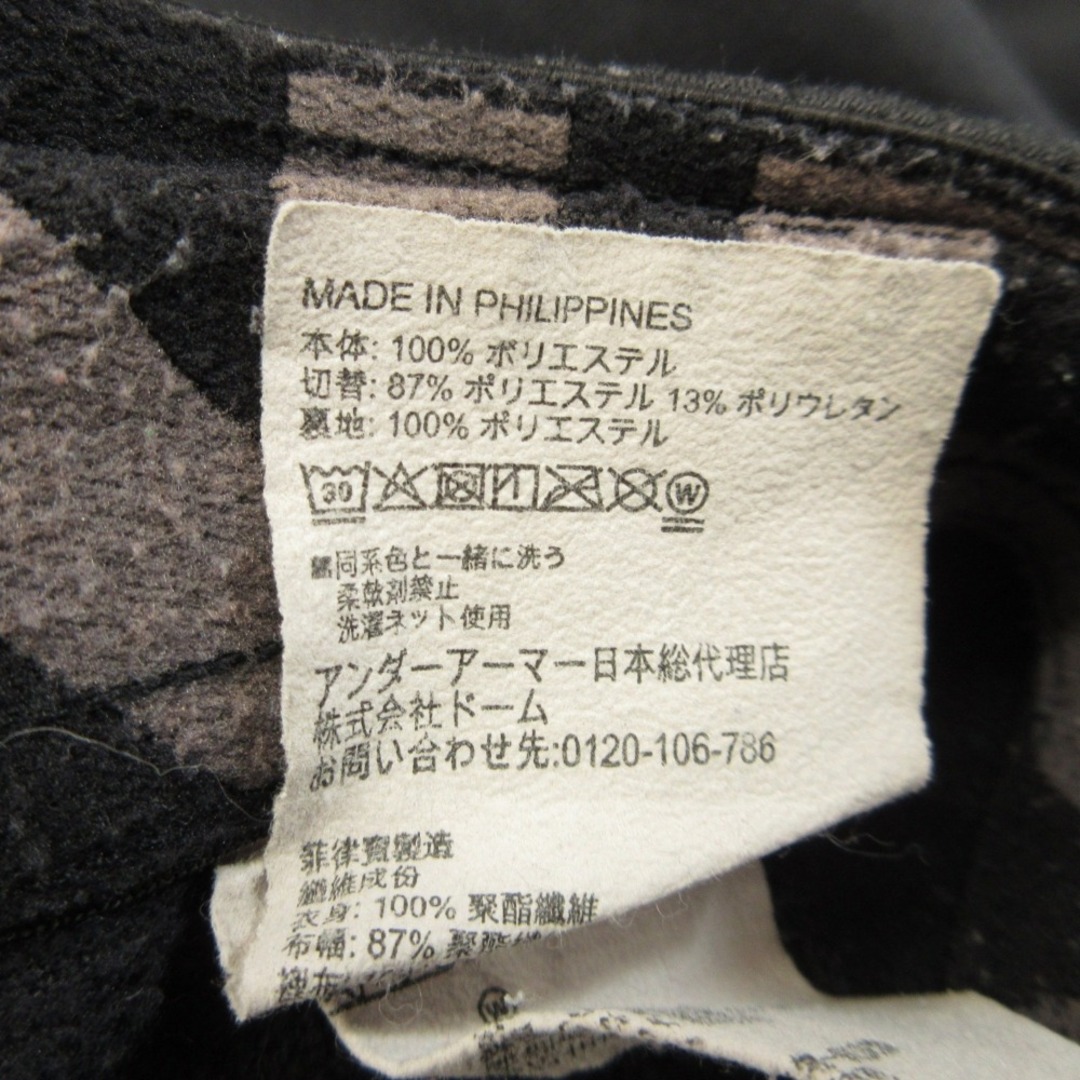 MADE IN PHILIPPINES
本体: 100% ポリエステル
切替: 87% ポリエステル 13% ポリウレタン
裏地: 100% ポリエステル
30 W
同系色と一緒に洗う
柔軟剤禁止
洗濯ネット使用
アンダーアーマー日本総代理店
株式会社ドーム
お問い合わせ先:0120-106-786
菲律賓製造
纖維成份
衣身: 100% 聚酯纖維
布幅: 87% 聚酯